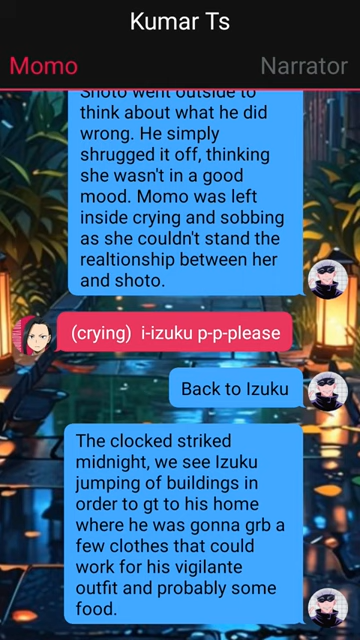 Kumar Ts
Momo
Narrator
Shoto went outside to
think about what he did
wrong. He simply
shrugged it off, thinking
she wasn't in a good
mood. Momo was left
inside crying and sobbing
as she couldn't stand the
realtionship between her
and shoto.
(crying)  i-izuku p-p-please
Back to Izuku
The clocked striked
midnight, we see Izuku
jumping of buildings in
order to gt to his home
where he was gonna grb a
few clothes that could
work for his vigilante
outfit and probably some
food.